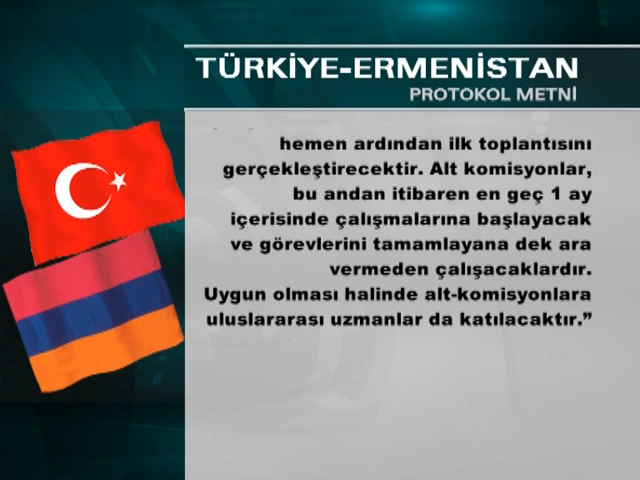 TÜRKİYE-ERMENİSTAN
PROTOKOL METNİ
hemen ardından ilk toplantısını
gerçekleştirecektir. Alt komisyonlar,
bu andan itibaren en geç 1 ay
içerisinde çalışmalarına başlayacak
ve görevlerini tamamlayana dek ara
vermeden çalışacaklardır.
Uygun olması halinde alt-komisyonlara
uluslararası uzmanlar da katılacaktır.”